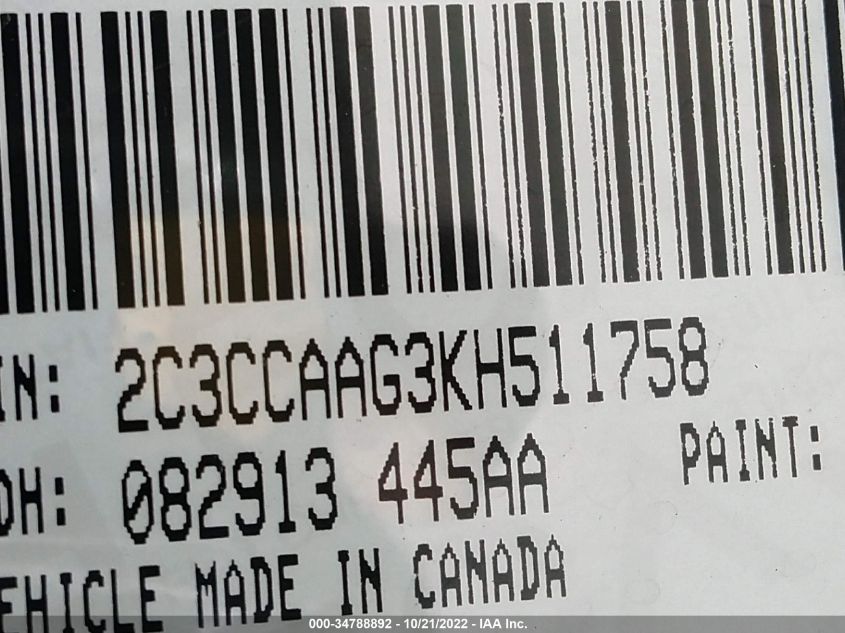 IN: 2C3CCAAG3KH511758
DH: 082913 445AA PAINT:
EHICLE MADE IN CANADA
000-34788892 - 10/21/2022 - IAA Inc.